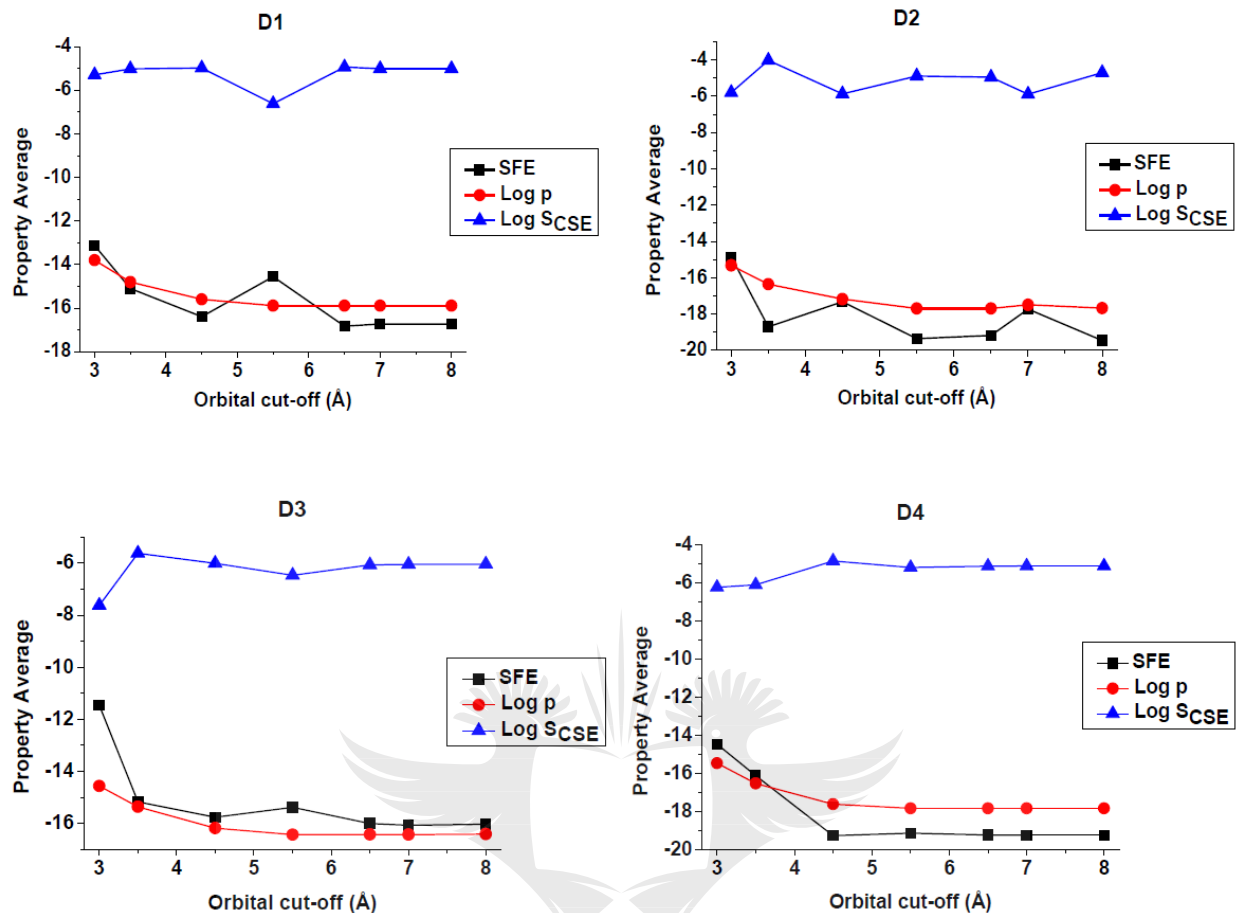 D1
-4
-6
-8
-10
-12
-14
-16
-18
Property Average
SFE
Log p
Log SCSE
3 4 5 6 7 8
Orbital cut-off (Å)
D2
-4
-6
-8
-10
-12
-14
-16
-18
-20
Property Average
SFE
Log p
Log SCSE
3 4 5 6 7 8
Orbital cut-off (Å)
D3
-6
-8
-10
-12
-14
-16
Property Average
SFE
Log p
Log SCSE
3 4 5 6 7 8
Orbital cut-off (Å)
D4
-4
-6
-8
-10
-12
-14
-16
-18
-20
Property Average
SFE
Log p
Log SCSE
3 4 5 6 7 8
Orbital cut-off (Å)